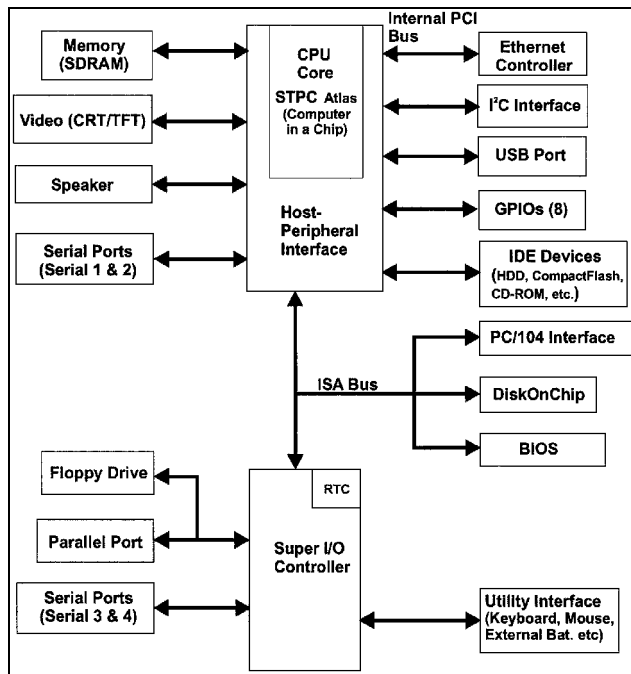 Internal PCI
Bus
Memory
(SDRAM)
CPU
Core
STPC Atlas
(Computer
in a Chip)
Ethernet
Controller
Video (CRT/TFT)
I²C Interface
USB Port
Speaker
GPIOs (8)
Host-
Peripheral
Interface
Serial Ports
(Serial 1 & 2)
IDE Devices
(HDD, CompactFlash,
CD-ROM, etc.)
PC/104 Interface
ISA Bus
DiskOnChip
BIOS
Floppy Drive
RTC
Parallel Port
Super I/O
Controller
Serial Ports
(Serial 3 & 4)
Utility Interface
(Keyboard, Mouse,
External Bat. etc)